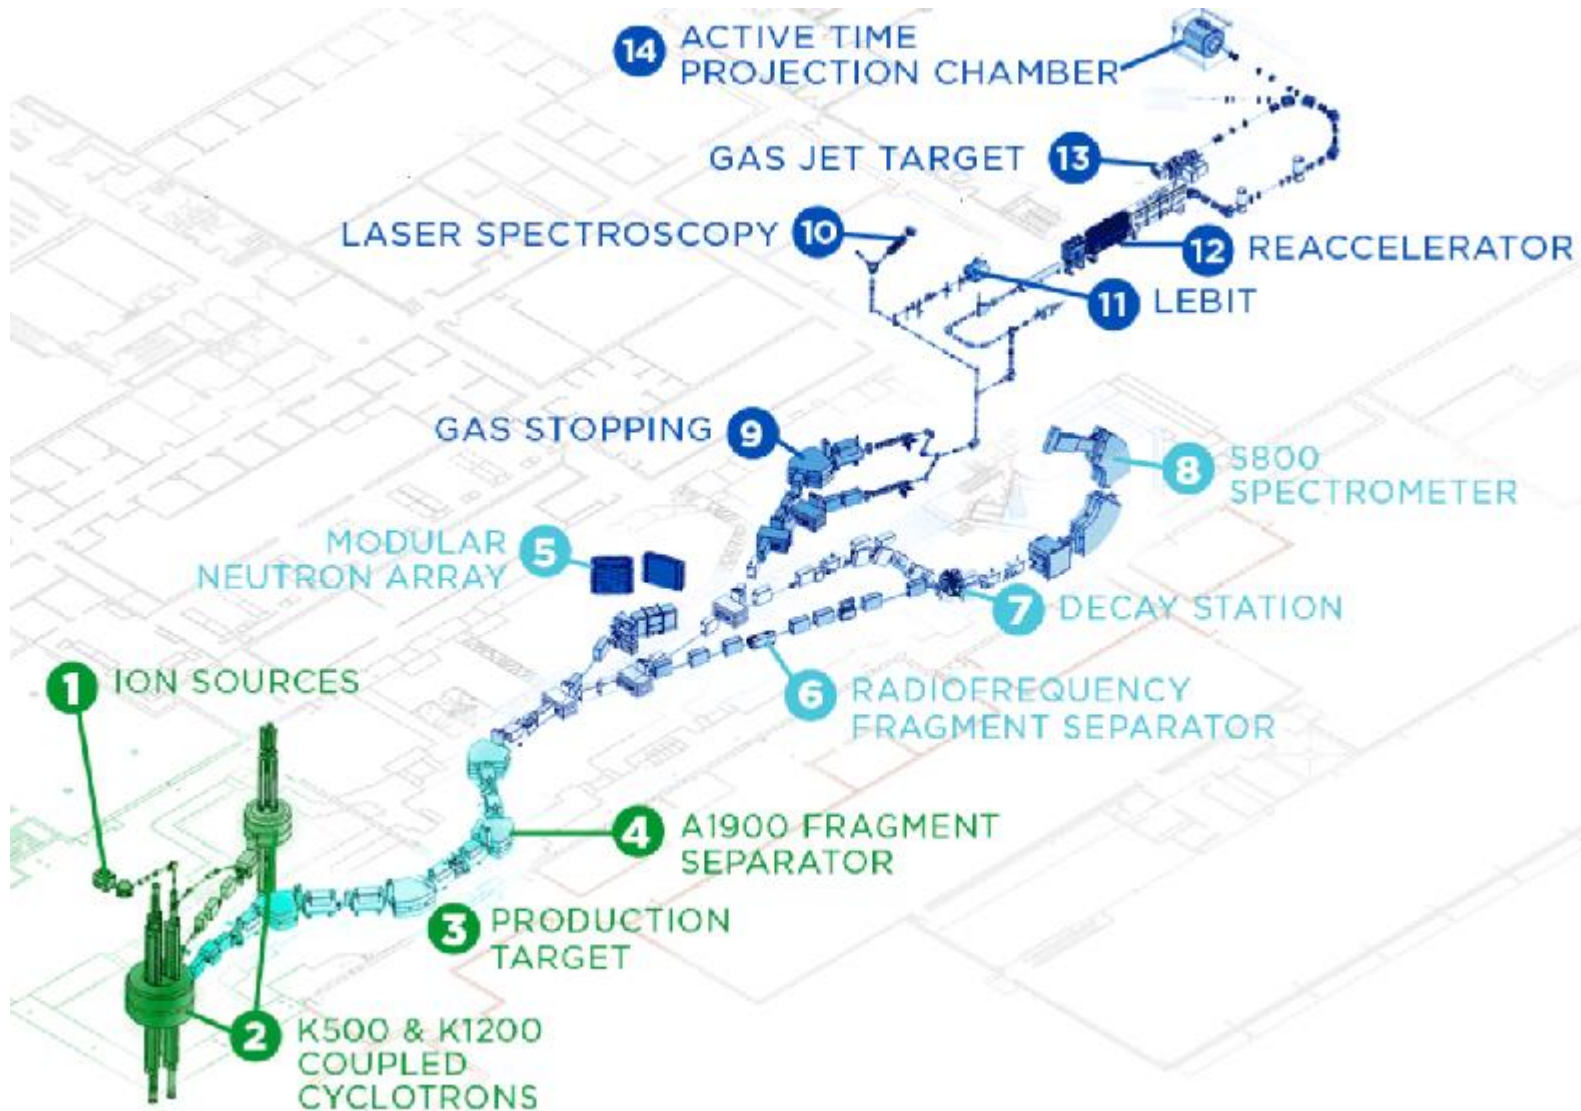 14 ACTIVE TIME
PROJECTION CHAMBER
GAS JET TARGET 13
LASER SPECTROSCOPY 10
12 REACCELERATOR
11 LEBIT
GAS STOPPING 9
8 S800
SPECTROMETER
MODULAR 5
NEUTRON ARRAY
7 DECAY STATION
1 ION SOURCES
6 RADIOFREQUENCY
FRAGMENT SEPARATOR
4 A1900 FRAGMENT
SEPARATOR
3 PRODUCTION
TARGET
2 K500 & K1200
COUPLED
CYCLOTRONS